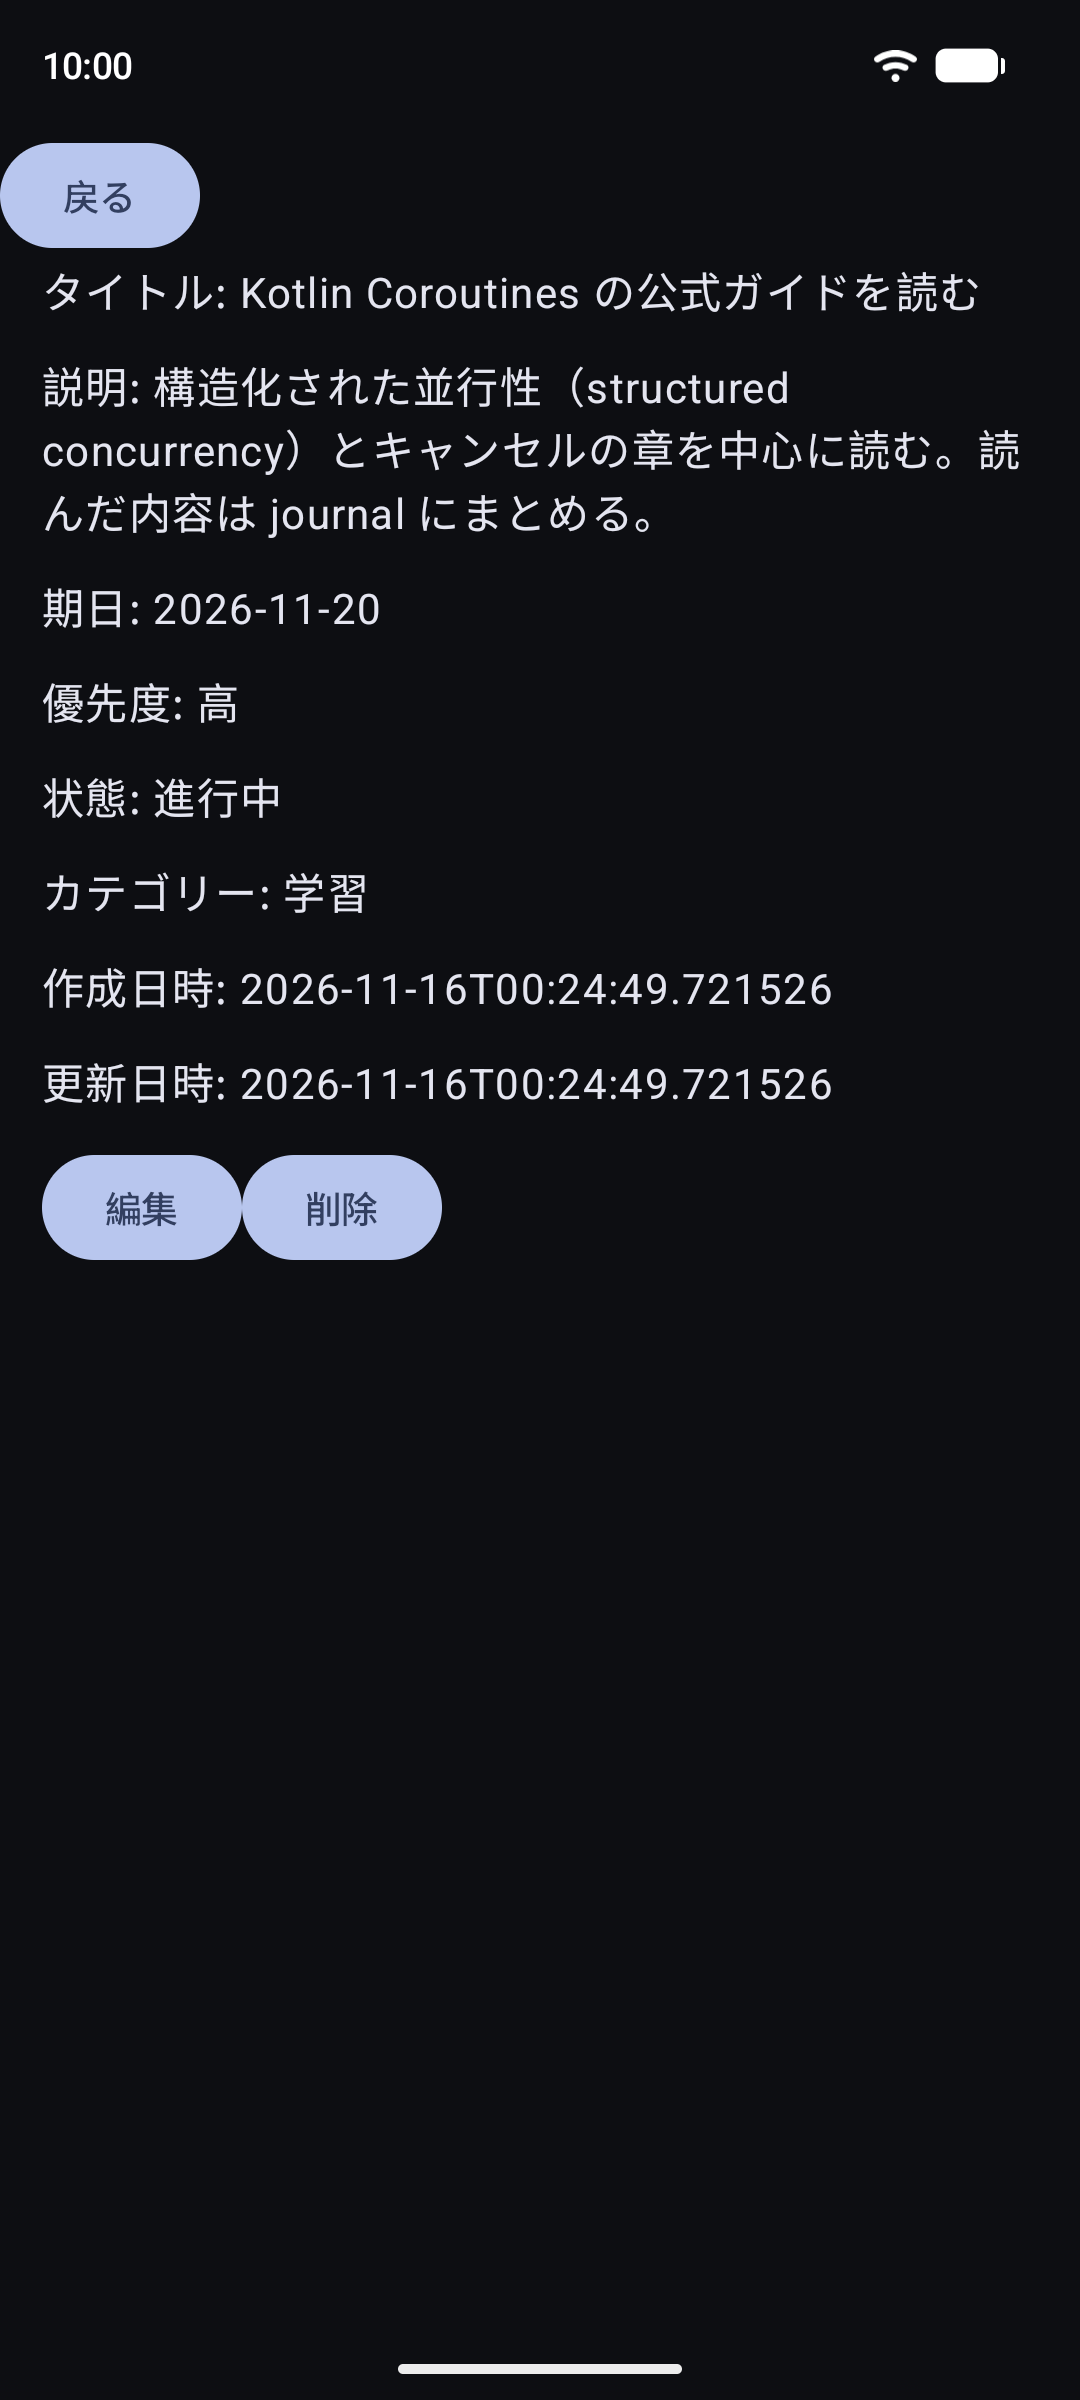 10:00
戻る
タイトル: Kotlin Coroutines の公式ガイドを読む
説明: 構造化された並行性（structured
concurrency）とキャンセルの章を中心に読む。読
んだ内容は journal にまとめる。
期日: 2026-11-20
優先度: 高
状態: 進行中
カテゴリー: 学習
作成日時: 2026-11-16T00:24:49.721526
更新日時: 2026-11-16T00:24:49.721526
編集 削除